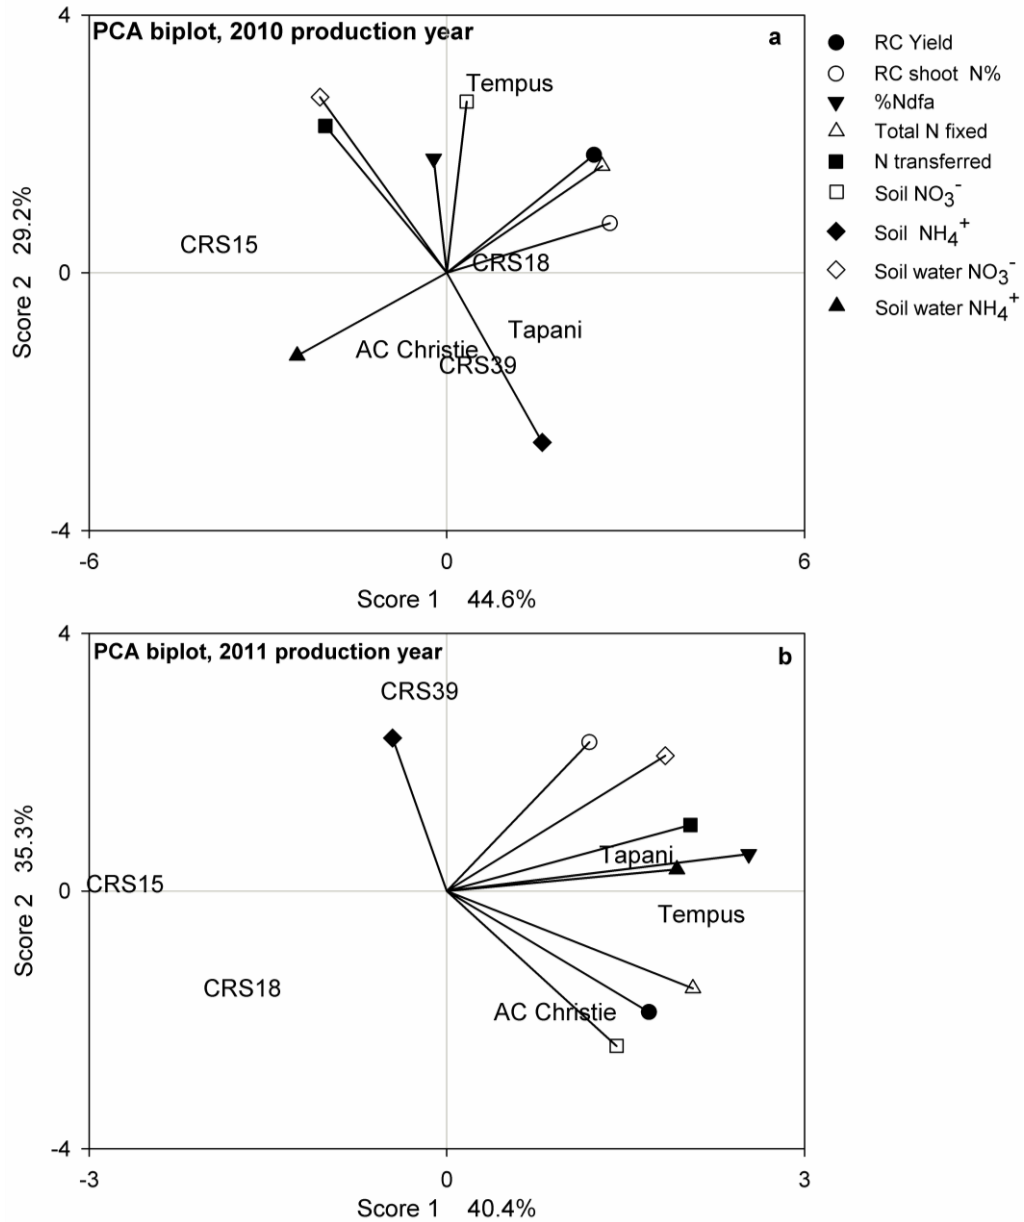 PCA biplot, 2010 production year
a
4
Tempus
CRS15
CRS18
0
Tapani
AC Christie
CRS39
-4
-6
0
6
Score 2 29.2%
Score 1 44.6%
RC Yield
RC shoot N%
%Ndfa
Total N fixed
N transferred
Soil NO3-
Soil NH4+
Soil water NO3-
Soil water NH4+
4
PCA biplot, 2011 production year
b
CRS39
Tapani
CRS15
0
Tempus
CRS18
AC Christie
-4
-3
0
3
Score 2 35.3%
Score 1 40.4%